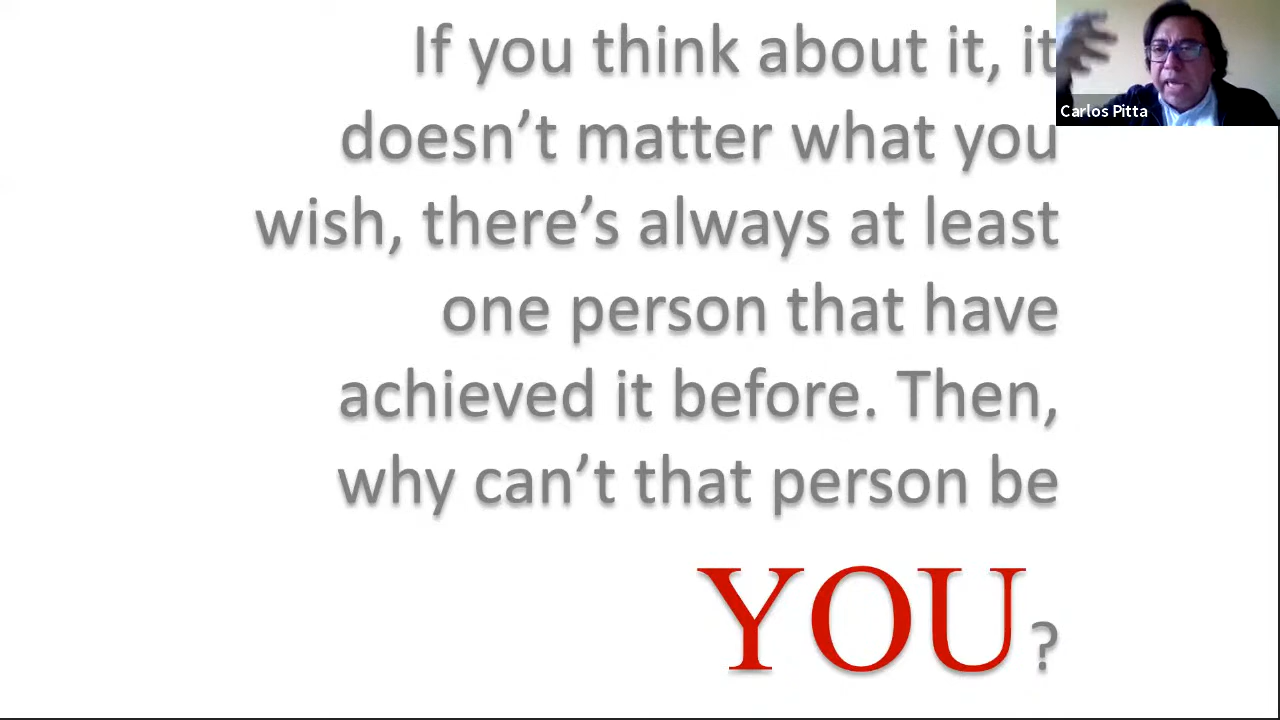 If you think about it, it
doesn’t matter what you
wish, there’s always at least
one person that have
achieved it before. Then,
why can’t that person be
YOU?
Carlos Pitta